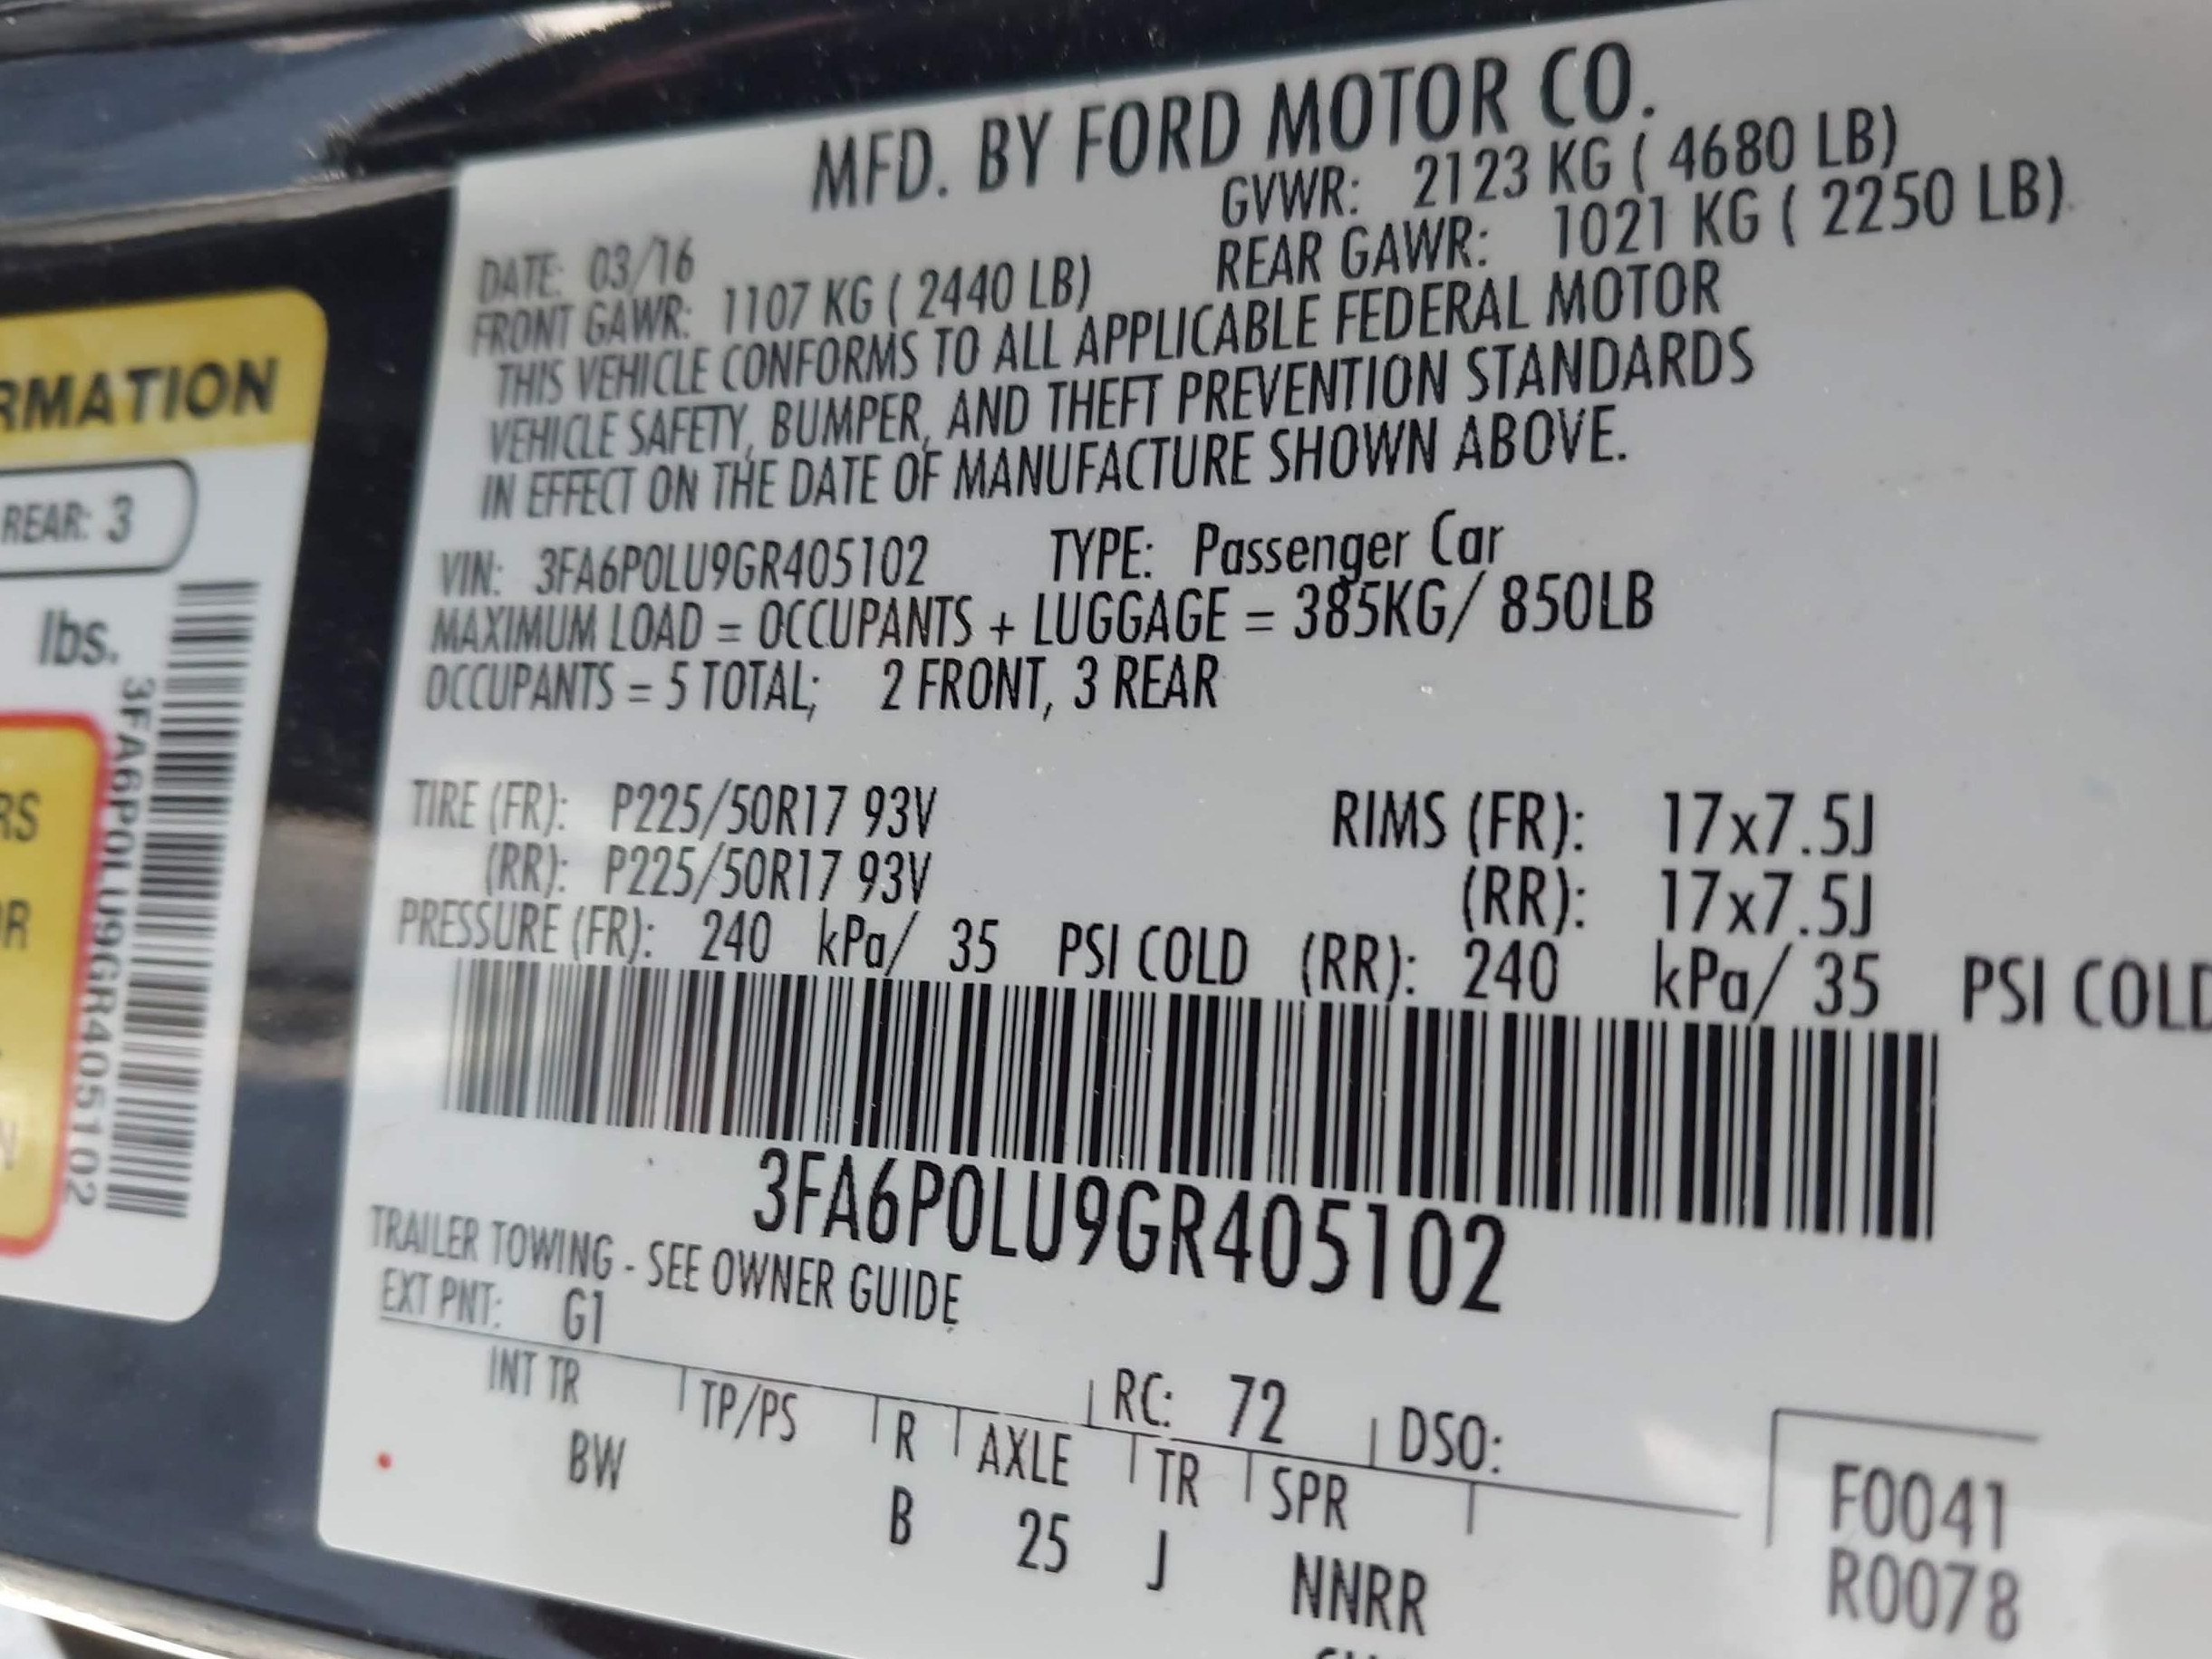 MFD. BY FORD MOTOR CO.
DATE: 03/16 GVWR: 2123 KG ( 4680 LB)
FRONT GAWR: 1107 KG ( 2440 LB) REAR GAWR: 1021 KG ( 2250 LB)
THIS VEHICLE CONFORMS TO ALL APPLICABLE FEDERAL MOTOR
VEHICLE SAFETY, BUMPER, AND THEFT PREVENTION STANDARDS
IN EFFECT ON THE DATE OF MANUFACTURE SHOWN ABOVE.
VIN: 3FA6P0LU9GR405102 TYPE: Passenger Car
MAXIMUM LOAD = OCCUPANTS + LUGGAGE = 385KG/ 850LB
OCCUPANTS = 5 TOTAL; 2 FRONT, 3 REAR
TIRE (FR): P225/50R17 93V RIMS (FR): 17x7.5J
(RR): P225/50R17 93V (RR): 17x7.5J
PRESSURE (FR): 240 kPa/ 35 PSI COLD (RR): 240 kPa/ 35 PSI COLD
3FA6P0LU9GR405102
TRAILER TOWING - SEE OWNER GUIDE
EXT PNT: G1 RC: 72 DSO:
INT TR TP/PS R AXLE TR SPR
BW B 25 J NNRR
F0041
R0078
RMATION
REAR: 3
lbs.
3FA6P0LU9GR405102
RS
OR